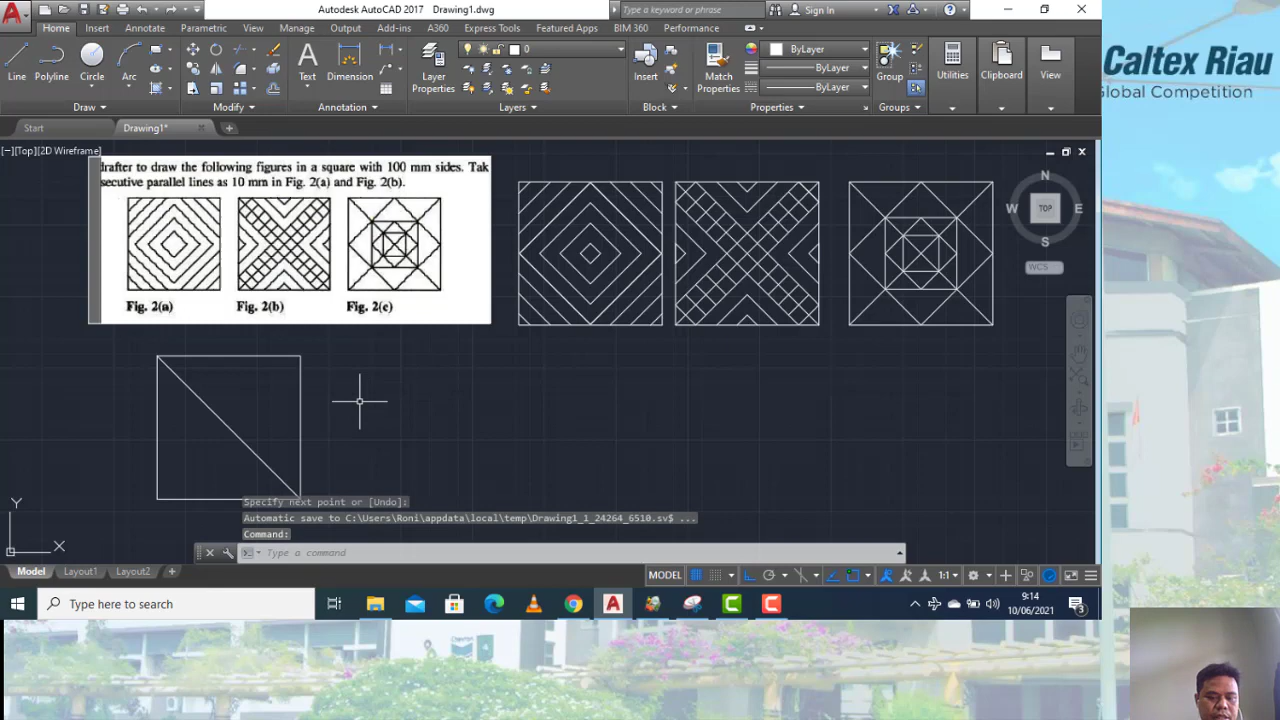 Autodesk AutoCAD 2017 Drawing1.dwg
Type a keyword or phrase
Sign In
Home Insert Annotate Parametric View Manage Output Add-ins A360 Express Tools Featured Apps BIM 360 Performance
Line Polyline Circle Arc
Text Dimension
Layer Properties
0
Insert
Match Properties
ByLayer
ByLayer
ByLayer
Group
Utilities
Clipboard
View
Draw Modify Annotation Layers Block Properties Groups
Start Drawing1*
[−][Top][2D Wireframe]
drafter to draw the following figures in a square with 100 mm sides. Tak
secutive parallel lines as 10 mm in Fig. 2(a) and Fig. 2(b).
Fig. 2(a) Fig. 2(b) Fig. 2(c)
N
W TOP E
S
WCS
Y
X
Specify next point or [Undo]:
Automatic save to C:\Users\Roni\appdata\local\temp\Drawing1_1_24264_6510.sv$ ...
Command:
Type a command
Model Layout1 Layout2
MODEL
1:1
Type here to search
9:14
10/06/2021
3
Caltex Riau
Global Competition